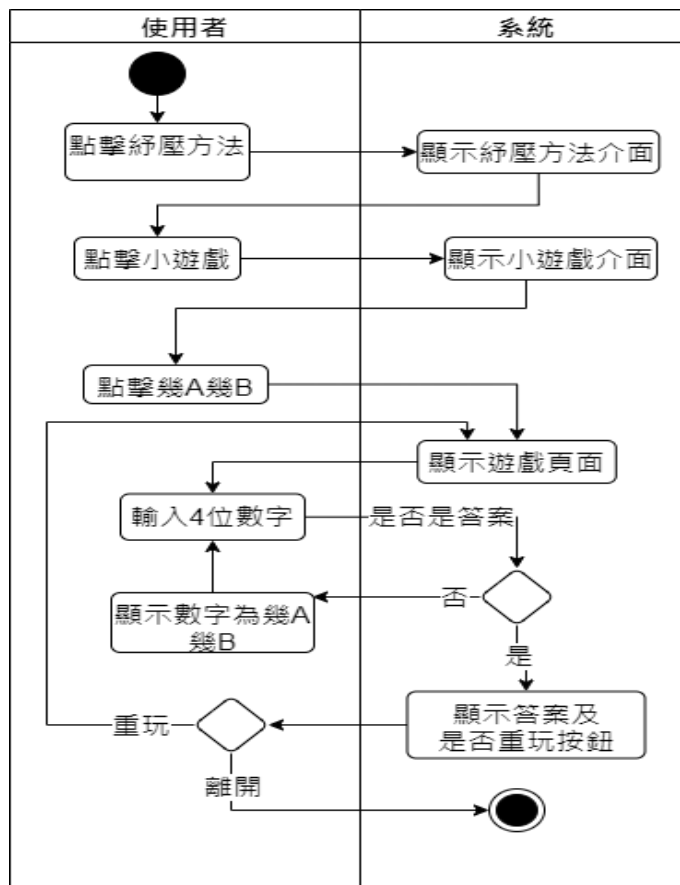 使用者
系統
點擊紓壓方法
顯示紓壓方法介面
點擊小遊戲
顯示小遊戲介面
點擊幾A幾B
顯示遊戲頁面
輸入4位數字
是否是答案
否
顯示數字為幾A
幾B
是
顯示答案及
是否重玩按鈕
重玩
離開